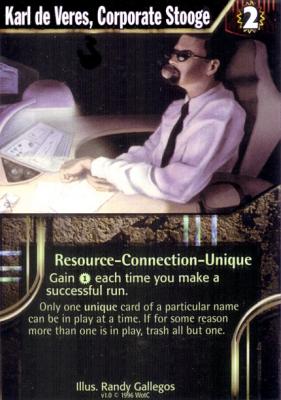 Karl de Veres, Corporate Stooge
2
Resource-Connection-Unique
Gain 1 each time you make a
successful run.
Only one unique card of a particular name
can be in play at a time. If for some reason
more than one is in play, trash all but one.
Illus. Randy Gallegos
v1.0 © 1996 WotC